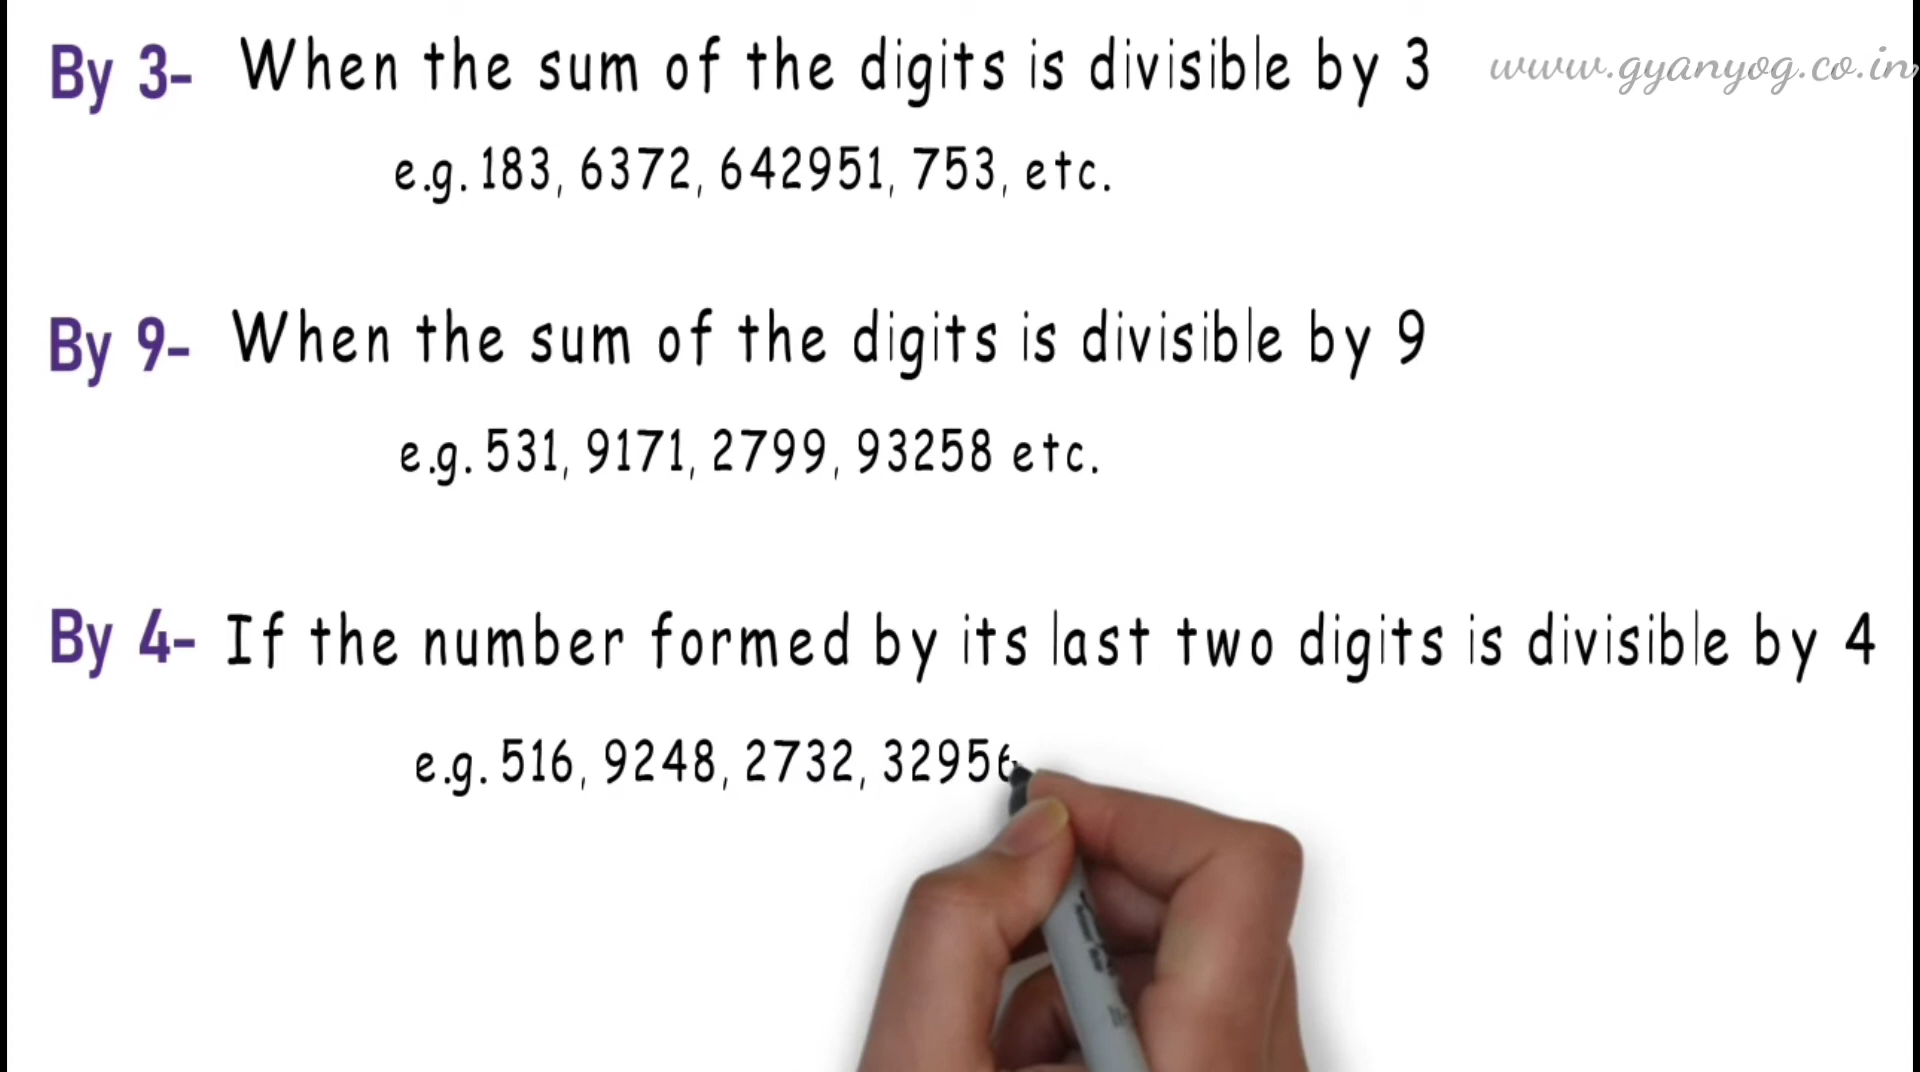 By 3- When the sum of the digits is divisible by 3
www.gyanyog.co.in
e.g. 183, 6372, 642951, 753, etc.
By 9- When the sum of the digits is divisible by 9
e.g. 531, 9171, 2799, 93258 etc.
By 4- If the number formed by its last two digits is divisible by 4
e.g. 516, 9248, 2732, 32956